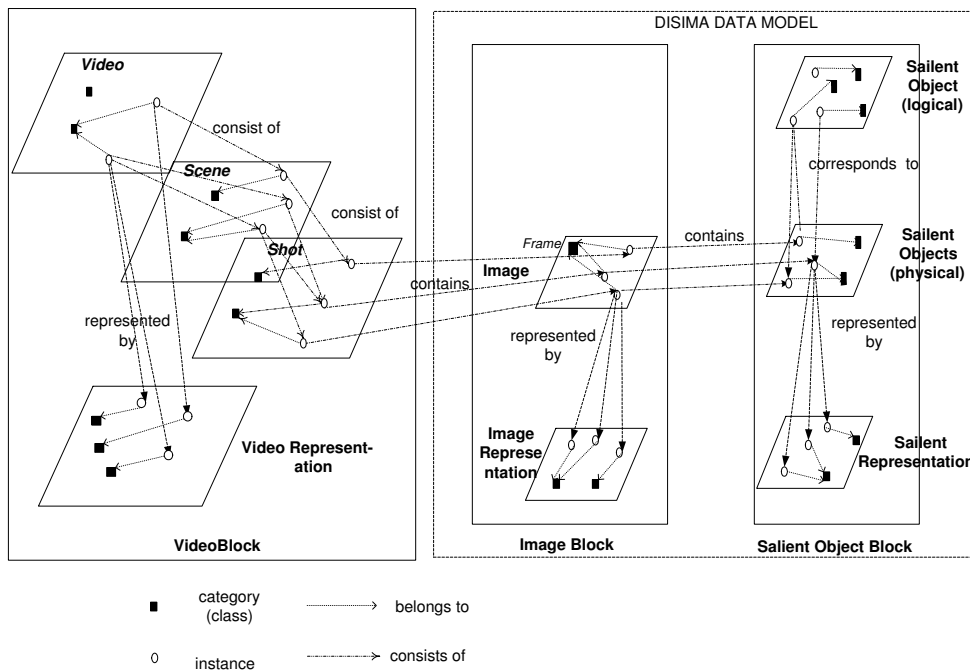 DISIMA DATA MODEL
Video
consist of
Scene
consist of
Shot
represented
by
contains
Video Represent-
ation
VideoBlock
Frame
Image
contains
represented
by
Image
Represe
ntation
Image Block
Sailent
Object
(logical)
corresponds to
Sailent
Objects
(physical)
represented
by
Sailent
Representation
Salient Object Block
category
(class)
belongs to
instance
consists of